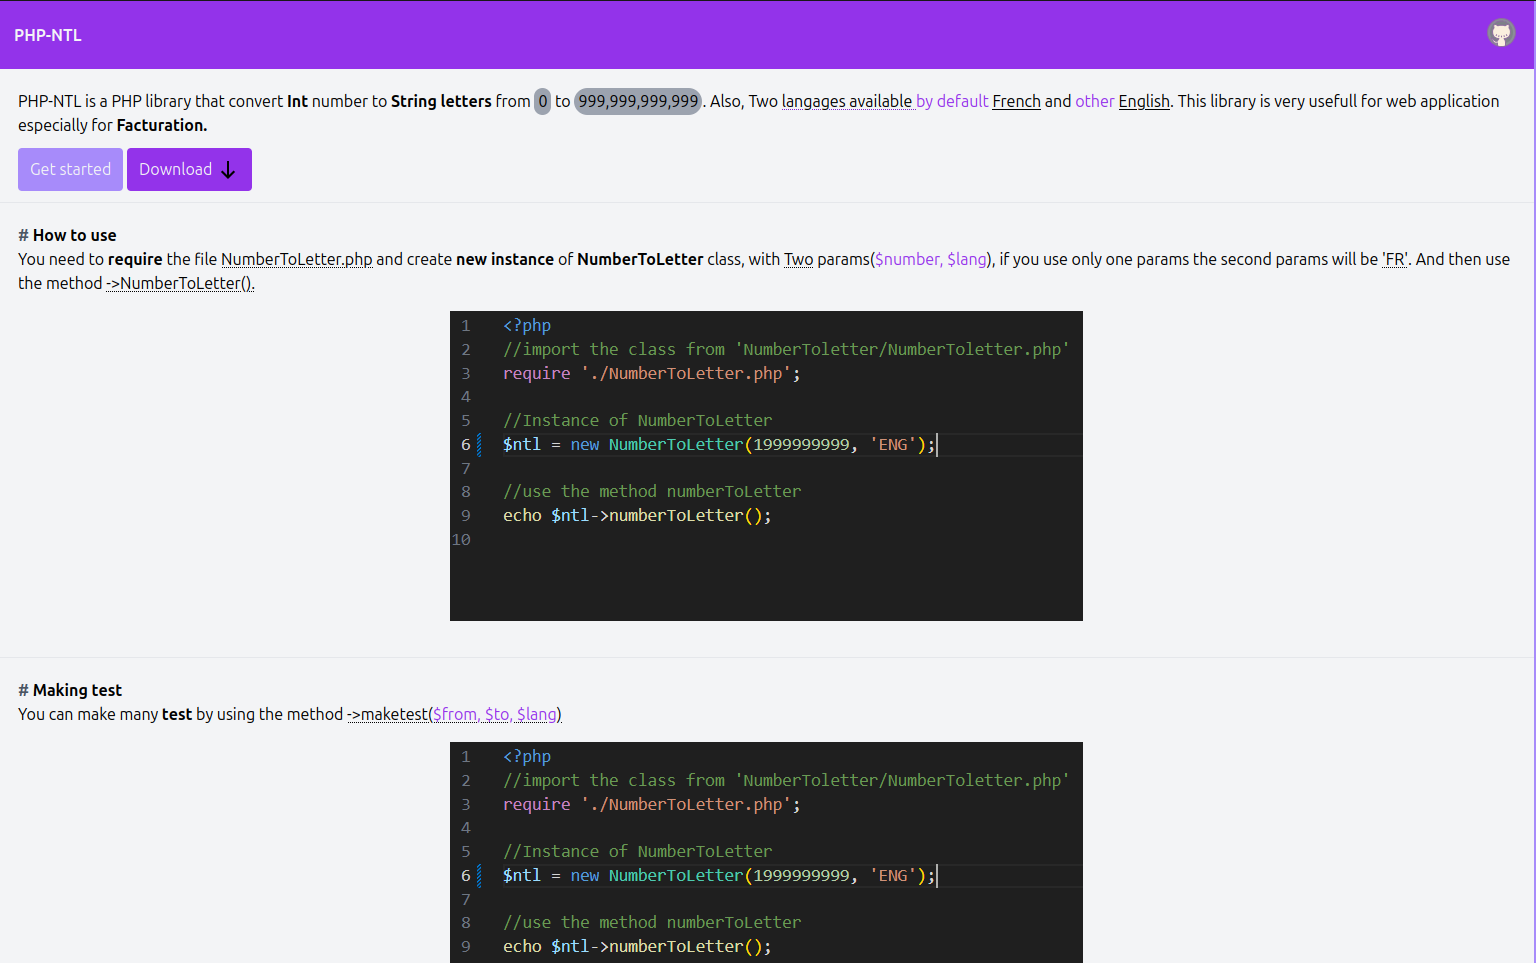 PHP-NTL
PHP-NTL is a PHP library that convert Int number to String letters from 0 to 999,999,999,999. Also, Two langages available by default French and other English. This library is very usefull for web application
especially for Facturation.
Get started Download
# How to use
You need to require the file NumberToLetter.php and create new instance of NumberToLetter class, with Two params($number, $lang), if you use only one params the second params will be 'FR'. And then use
the method ->NumberToLetter().
1 <?php
2 //import the class from 'NumberToletter/NumberToletter.php'
3 require './NumberToLetter.php';
4
5 //Instance of NumberToLetter
6 $ntl = new NumberToLetter(1999999999, 'ENG');
7
8 //use the method numberToLetter
9 echo $ntl->numberToLetter();
10
# Making test
You can make many test by using the method ->maketest($from, $to, $lang)
1 <?php
2 //import the class from 'NumberToletter/NumberToletter.php'
3 require './NumberToLetter.php';
4
5 //Instance of NumberToLetter
6 $ntl = new NumberToLetter(1999999999, 'ENG');
7
8 //use the method numberToLetter
9 echo $ntl->numberToLetter();